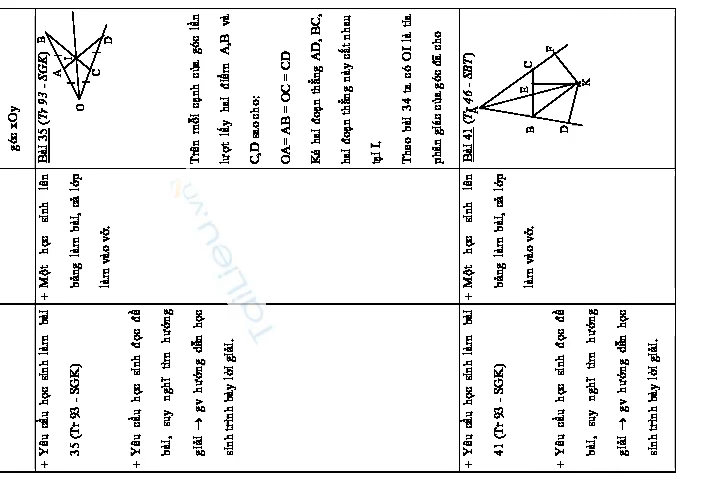 + Yêu cầu học sinh làm bài
35 (Tr 93 - SGK)
+ Yêu cầu học sinh đọc đề
bài, suy nghĩ tìm hướng
giải → gv hướng dẫn học
sinh trình bày lời giải.
+ Một học sinh lên
bảng làm bài, cả lớp
làm vào vở.
góc xOy
Bài 35 (Tr 93 - SGK)
B
A
I
O
C
D
Trên mỗi cạnh của góc lần
lượt lấy hai điểm A,B và
C,D sao cho:
OA= AB = OC = CD
Kẻ hai đoạn thẳng AD, BC,
hai đoạn thẳng này cắt nhau
tại I.
Theo bài 34 ta có OI là tia
phân giác của góc đã cho
+ Yêu cầu học sinh làm bài
41 (Tr 93 - SGK)
+ Yêu cầu học sinh đọc đề
bài, suy nghĩ tìm hướng
giải → gv hướng dẫn học
sinh trình bày lời giải.
+ Một học sinh lên
bảng làm bài, cả lớp
làm vào vở.
Bài 41 (Tr 46 - SBT)
A
B
E
C
D
F
K
TaiLieu.vn